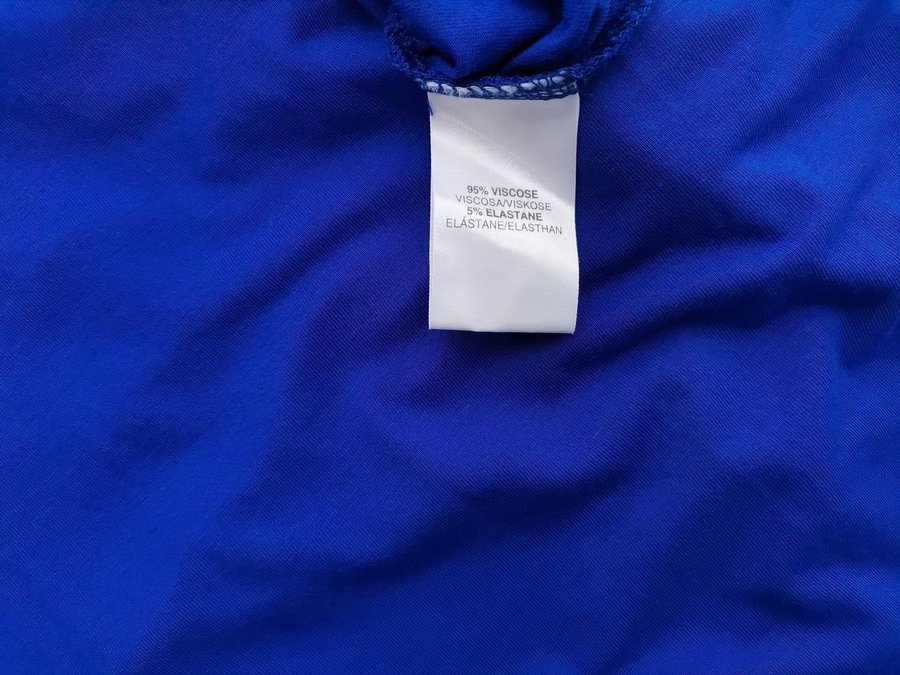 95% VISCOSE
VISCOSA/VISKOSE
5% ELASTANE
ELÁSTANE/ELASTHAN